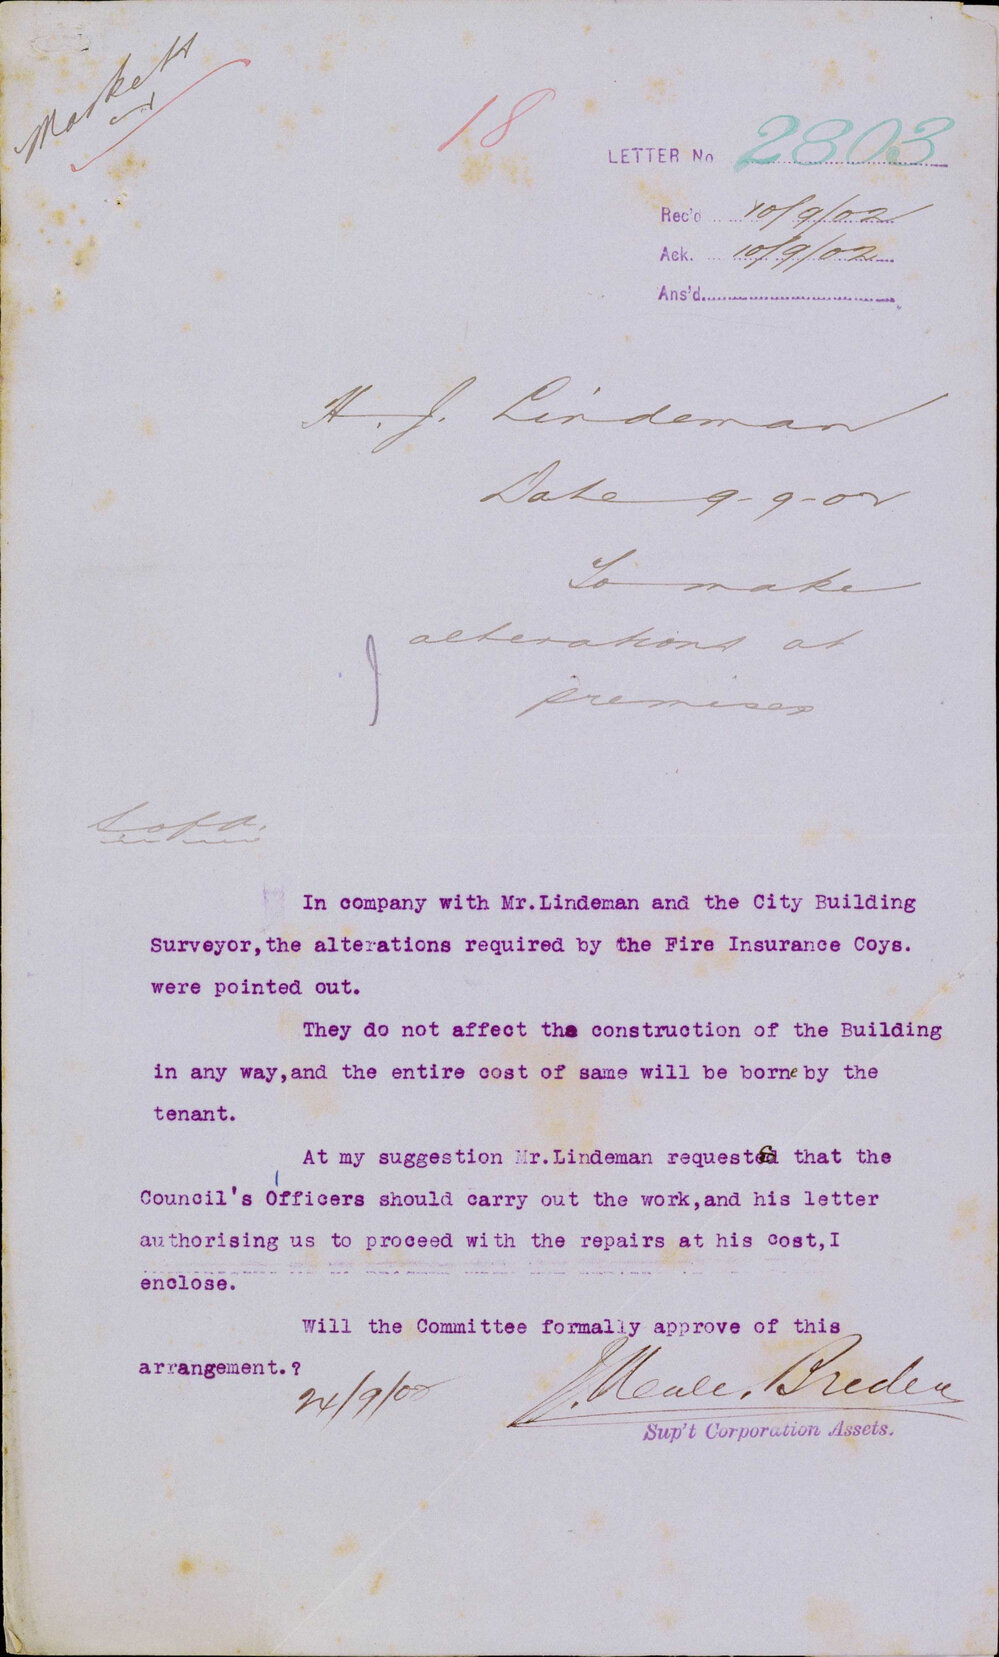 Markets
18
LETTER No 2803
Rec'd 10/9/02
Ack. 10/9/02
Ans'd
H. J. Lindeman
Date 9-9-02
To make
alterations at
premises
In company with Mr.Lindeman and the City Building
Surveyor,the alterations required by the Fire Insurance Coys.
were pointed out.
They do not affect the construction of the Building
in any way,and the entire cost of same will be borne by the
tenant.
At my suggestion Mr.Lindeman requests that the
Council's Officers should carry out the work,and his letter
authorising us to proceed with the repairs at his cost,I
enclose.
Will the Committee formally approve of this
arrangement.?
24/9/02
Breden
Sup't Corporation Assets.